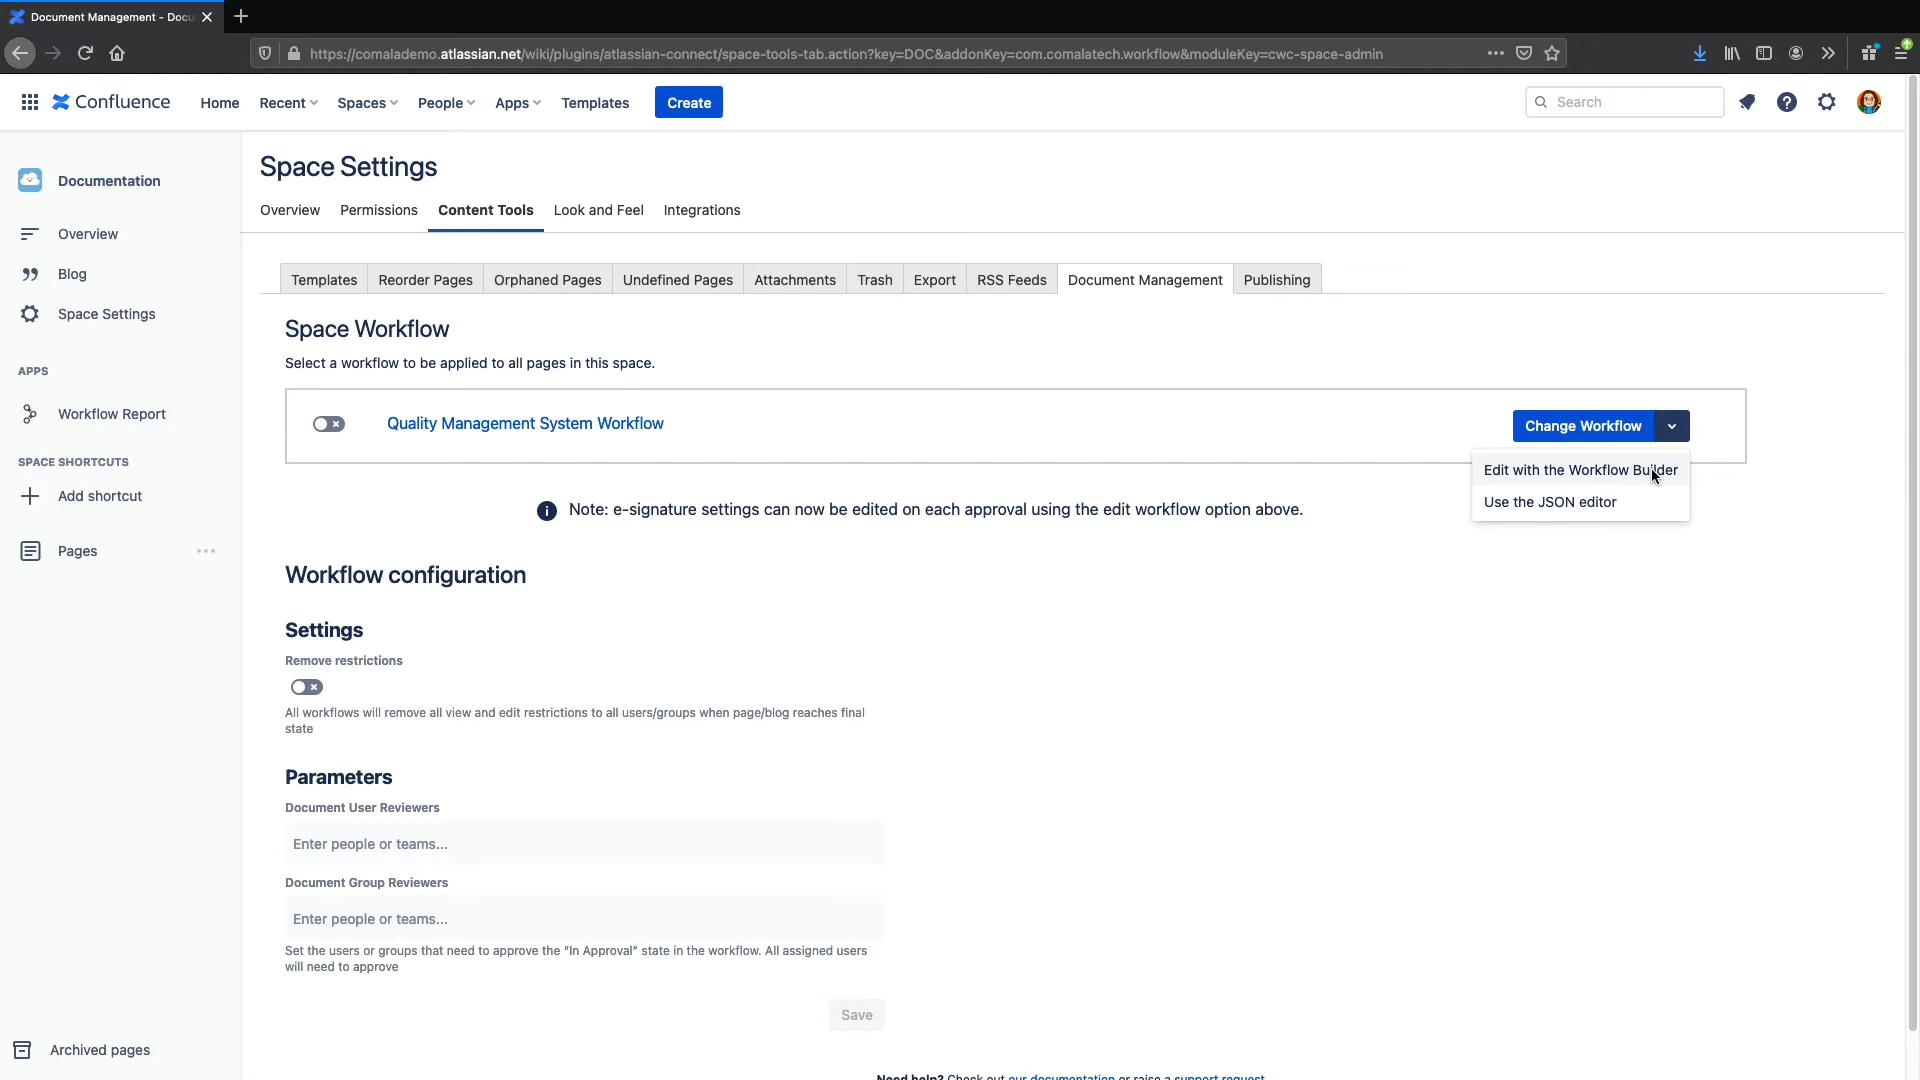 Document Management - Docu
https://comalademo.atlassian.net/wiki/plugins/atlassian-connect/space-tools-tab.action?key=DOC&addonKey=com.comalatech.workflow&moduleKey=cwc-space-admin
Confluence
Home
Recent
Spaces
People
Apps
Templates
Create
Search
Documentation
Overview
Blog
Space Settings
APPS
Workflow Report
SPACE SHORTCUTS
Add shortcut
Pages
Archived pages
Space Settings
Overview
Permissions
Content Tools
Look and Feel
Integrations
Templates
Reorder Pages
Orphaned Pages
Undefined Pages
Attachments
Trash
Export
RSS Feeds
Document Management
Publishing
Space Workflow
Select a workflow to be applied to all pages in this space.
Quality Management System Workflow
Change Workflow
Edit with the Workflow Builder
Use the JSON editor
Note: e-signature settings can now be edited on each approval using the edit workflow option above.
Workflow configuration
Settings
Remove restrictions
All workflows will remove all view and edit restrictions to all users/groups when page/blog reaches final
state
Parameters
Document User Reviewers
Enter people or teams...
Document Group Reviewers
Enter people or teams...
Set the users or groups that need to approve the “In Approval” state in the workflow. All assigned users
will need to approve
Save
Need help? Check out our documentation or raise a support request